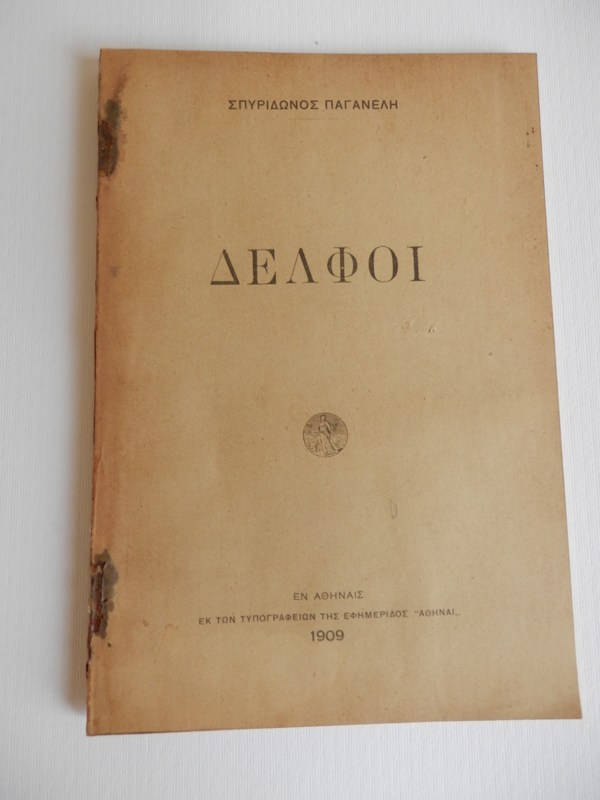 ΣΠΥΡΙΔΩΝΟΣ ΠΑΓΑΝΕΛΗ
ΔΕΛΦΟΙ
ΕΝ ΑΘΗΝΑΙΣ
ΕΚ ΤΩΝ ΤΥΠΟΓΡΑΦΕΙΩΝ ΤΗΣ ΕΦΗΜΕΡΙΔΟΣ "ΑΘΗΝΑΙ„
1909